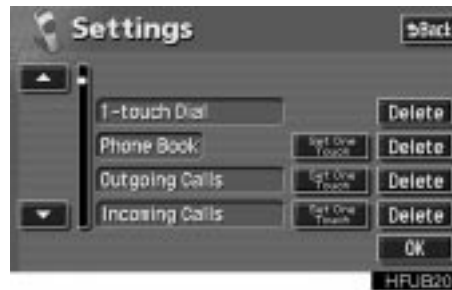 Settings
Back
1-touch Dial
Delete
Phone Book
Set One
Touch
Delete
Outgoing Calls
Set One
Touch
Delete
Incoming Calls
Set One
Touch
Delete
OK
HFUB20